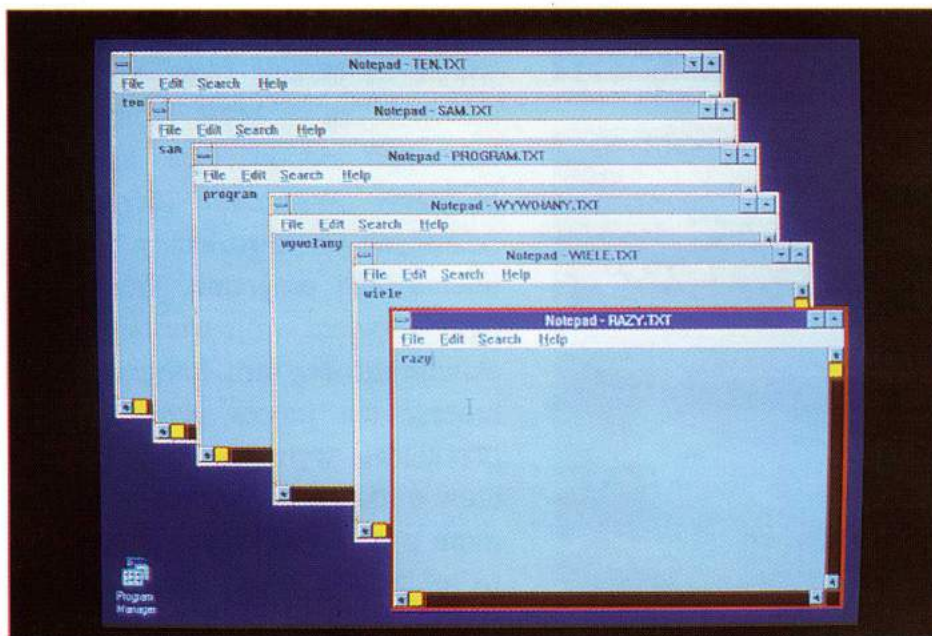 Notepad - TEN.TXT
File Edit Search Help
ten
Notepad - SAM.TXT
File Edit Search Help
sam
Notepad - PROGRAM.TXT
File Edit Search Help
program
Notepad - WYWOŁANY.TXT
File Edit Search Help
wywolany
Notepad - WIELE.TXT
File Edit Search Help
wiele
Notepad - RAZY.TXT
File Edit Search Help
razy
Program
Manager